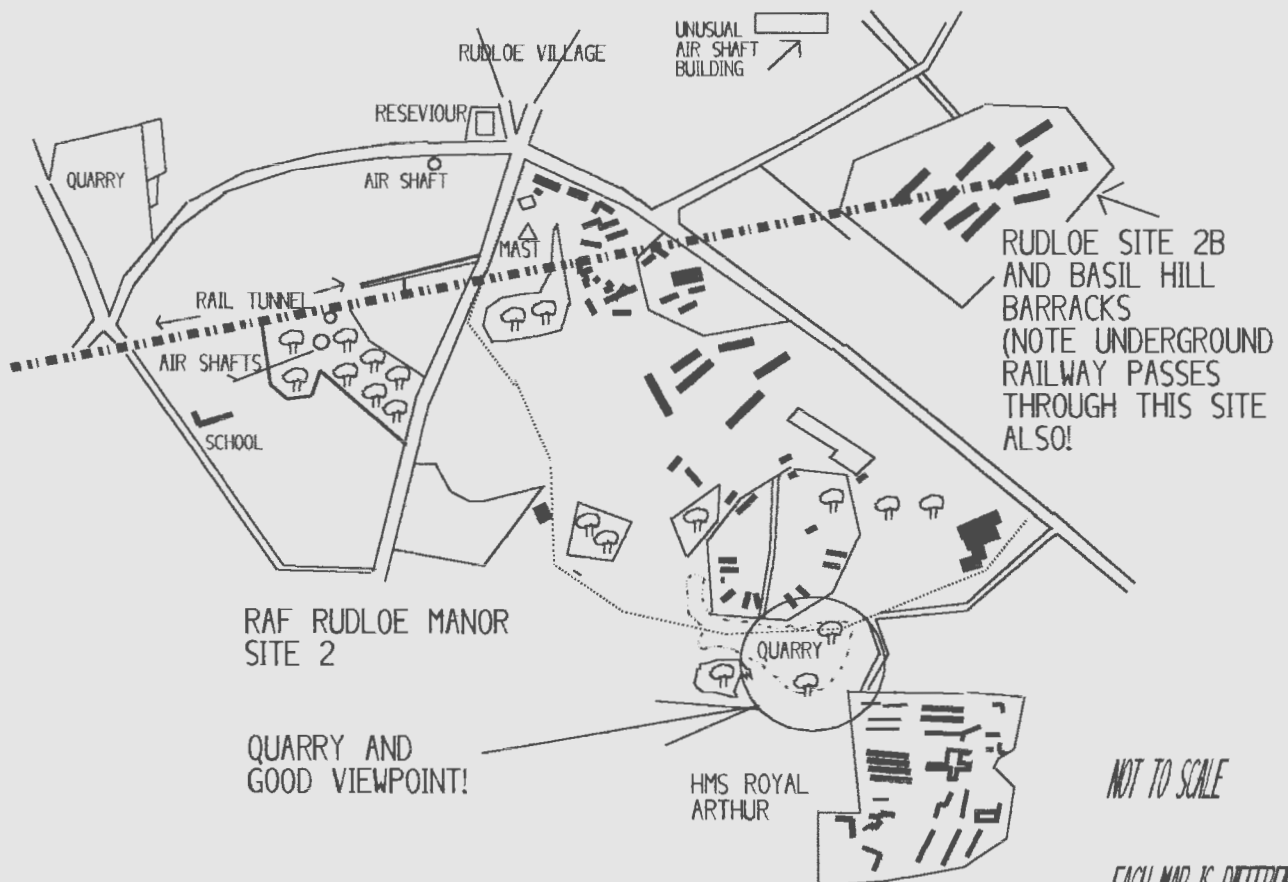 UNUSUAL
AIR SHAFT
BUILDING
RUDLOE VILLAGE
RESEVIOUR
QUARRY
AIR SHAFT
MAST
RAIL TUNNEL
AIR SHAFTS
SCHOOL
RUDLOE SITE 2B
AND BASIL HILL
BARRACKS
(NOTE UNDERGROUND
RAILWAY PASSES
THROUGH THIS SITE
ALSO!
RAF RUDLOE MANOR
SITE 2
QUARRY
QUARRY AND
GOOD VIEWPOINT!
HMS ROYAL
ARTHUR
NOT TO SCALE
EACH MAP IS